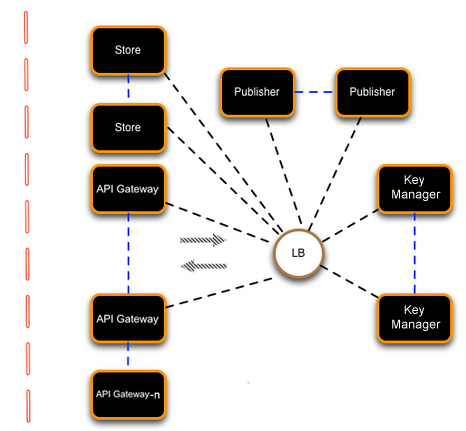 Store
Publisher
Publisher
Store
API Gateway
Key
Manager
LB
API Gateway
Key
Manager
API Gateway-n